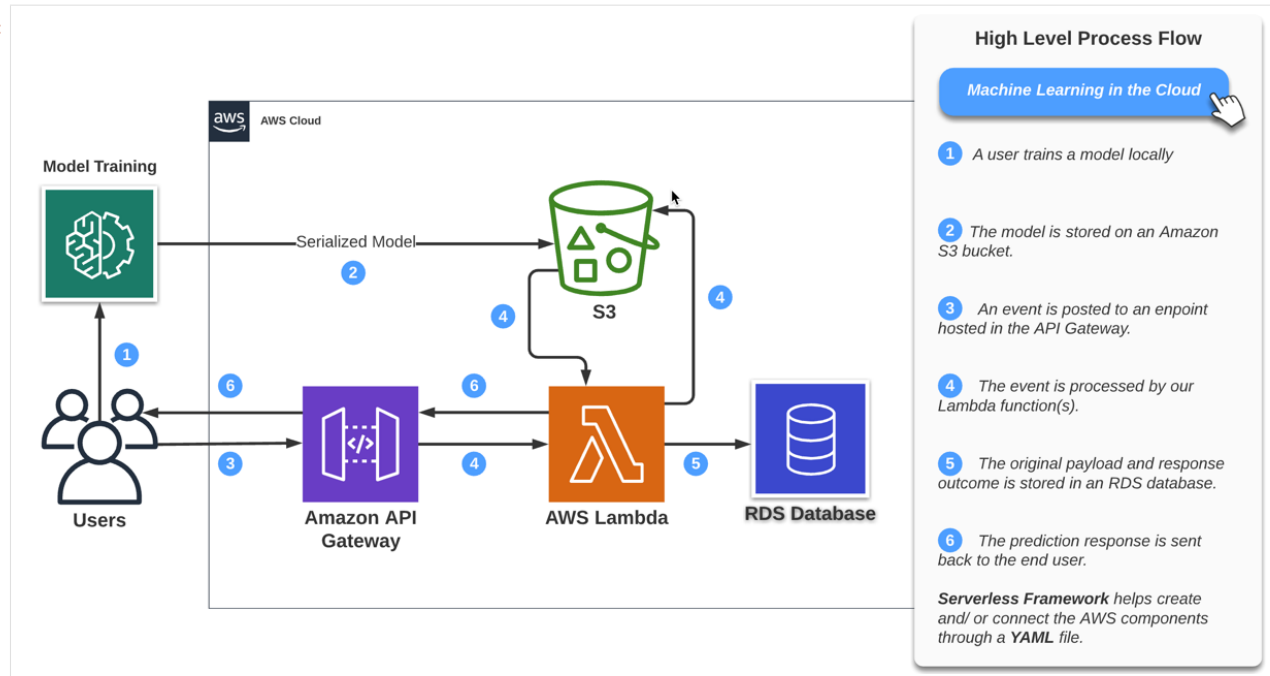 High Level Process Flow
Machine Learning in the Cloud
aws
AWS Cloud
Model Training
1 A user trains a model locally
Serialized Model
2
2 The model is stored on an Amazon
S3 bucket.
S3
4
4
3 An event is posted to an enpoint
hosted in the API Gateway.
1
6
6
4 The event is processed by our
Lambda function(s).
</>
3
4
5
5 The original payload and response
outcome is stored in an RDS database.
Users
Amazon API
Gateway
AWS Lambda
RDS Database
6 The prediction response is sent
back to the end user.
Serverless Framework helps create
and/ or connect the AWS components
through a YAML file.